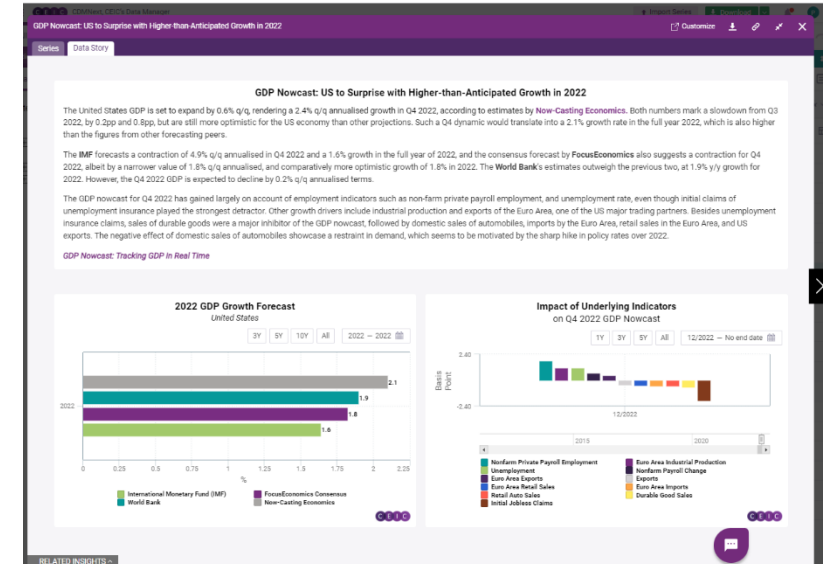 CEIC CDMNext, CEIC's Data Manager
Import Series
Download
GDP Nowcast: US to Surprise with Higher-than-Anticipated Growth in 2022
Customize
Series
Data Story
GDP Nowcast: US to Surprise with Higher-than-Anticipated Growth in 2022
The United States GDP is set to expand by 0.6% q/q, rendering a 2.4% q/q annualised growth in Q4 2022, according to estimates by Now-Casting Economics. Both numbers mark a slowdown from Q3
2022, by 0.2pp and 0.8pp, but are still more optimistic for the US economy than other projections. Such a Q4 dynamic would translate into a 2.1% growth rate in the full year 2022, which is also higher
than the figures from other forecasting peers.
The IMF forecasts a contraction of 4.9% q/q annualised in Q4 2022 and a 1.6% growth in the full year of 2022, and the consensus forecast by FocusEconomics also suggests a contraction for Q4
2022, albeit by a narrower value of 1.8% q/q annualised, and comparatively more optimistic growth of 1.8% in 2022. The World Bank's estimates outweigh the previous two, at 1.9% y/y growth for
2022. However, the Q4 2022 GDP is expected to decline by 0.2% q/q annualised terms.
The GDP nowcast for Q4 2022 has gained largely on account of employment indicators such as non-farm private payroll employment, and unemployment rate, even though initial claims of
unemployment insurance played the strongest detractor. Other growth drivers include industrial production and exports of the Euro Area, one of the US major trading partners. Besides unemployment
insurance claims, sales of durable goods were a major inhibitor of the GDP nowcast, followed by domestic sales of automobiles, imports by the Euro Area, retail sales in the Euro Area, and US
exports. The negative effect of domestic sales of automobiles showcase a restraint in demand, which seems to be motivated by the sharp hike in policy rates over 2022.
GDP Nowcast: Tracking GDP in Real Time
2022 GDP Growth Forecast
United States
3Y 5Y 10Y All 2022 – 2022
2.1
1.9
2022
1.8
1.6
0 0.25 0.5 0.75 1 1.25 1.5 1.75 2 2.25
%
International Monetary Fund (IMF)
FocusEconomics Consensus
World Bank
Now-Casting Economics
CEIC
Impact of Underlying Indicators
on Q4 2022 GDP Nowcast
1Y 3Y 5Y All 12/2022 – No end date
2.40
Basis Point
-2.40
12/2022
2015 2020
Nonfarm Private Payroll Employment
Euro Area Industrial Production
Unemployment
Nonfarm Payroll Change
Euro Area Exports
Exports
Euro Area Retail Sales
Euro Area Imports
Retail Auto Sales
Durable Good Sales
Initial Jobless Claims
CEIC
RELATED INSIGHTS